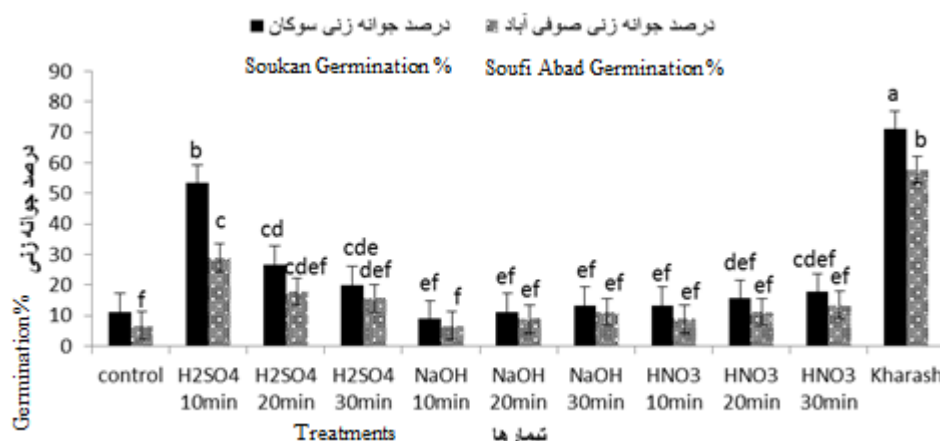 درصد جوانه زنی سوکان درصد جوانه زنی صوفی آباد
Soukan Germination % Soufi Abad Germination%
90
80
70
60
50
40
30
20
10
0
درصد جوانه زنی
Germination%
f
b
c
cd
cdef
cde
def
ef
f
ef
ef
ef
ef
ef
ef
def
ef
cdef
ef
a
b
control H2SO4 H2SO4 H2SO4 NaOH NaOH NaOH HNO3 HNO3 HNO3 Kharash
10min 20min 30min 10min 20min 30min 10min 20min 30min
Treatments تیمارها